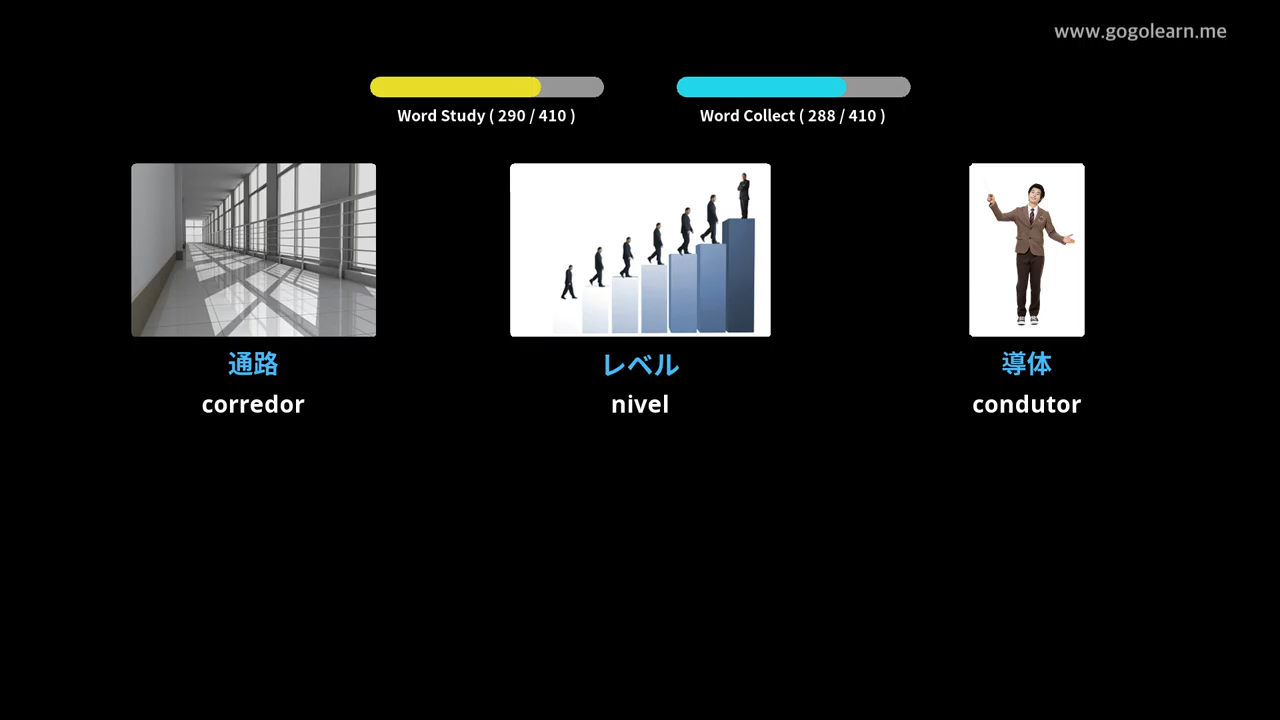 www.gogolearn.me
Word Study ( 290 / 410 )
Word Collect ( 288 / 410 )
通路
corredor
レベル
nivel
導体
condutor